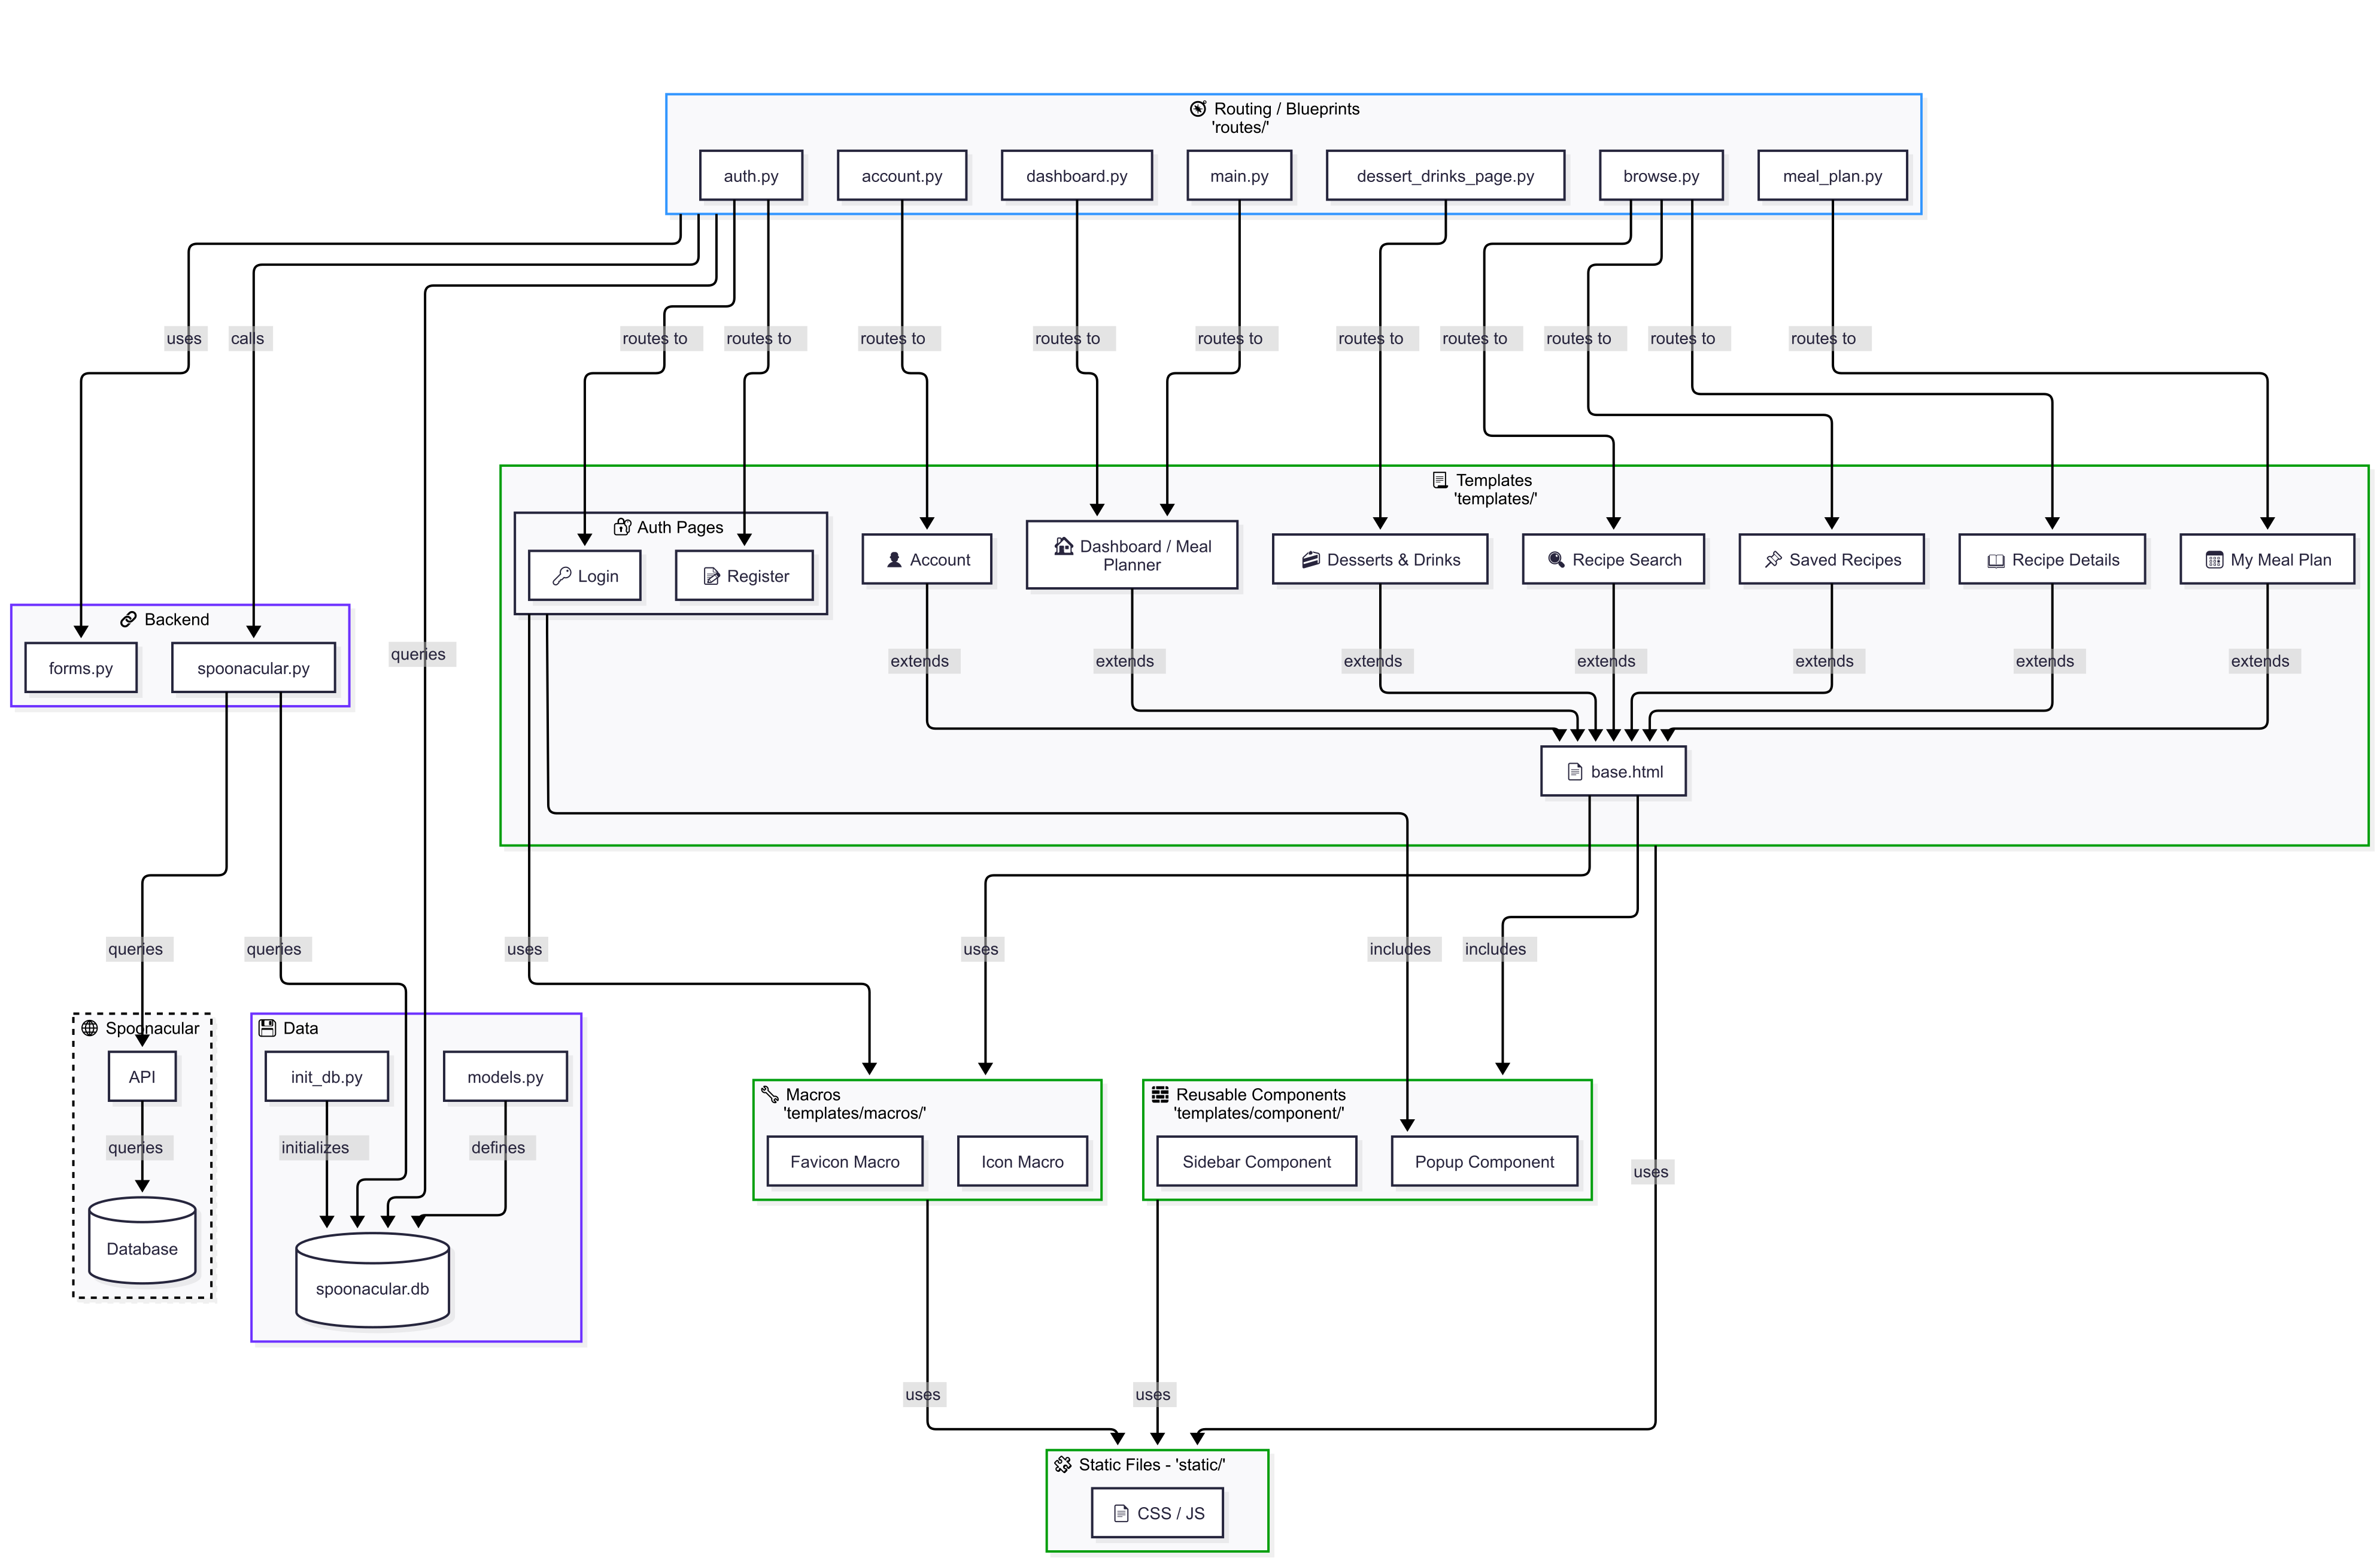 Routing / Blueprints
'routes/'
auth.py
account.py
dashboard.py
main.py
dessert_drinks_page.py
browse.py
meal_plan.py
uses
calls
routes to
routes to
routes to
routes to
routes to
routes to
routes to
routes to
routes to
routes to
Templates
'templates/'
Auth Pages
Login
Register
Account
Dashboard / Meal
Planner
Desserts & Drinks
Recipe Search
Saved Recipes
Recipe Details
My Meal Plan
Backend
forms.py
spoonacular.py
queries
extends
extends
extends
extends
extends
extends
extends
base.html
queries
queries
uses
uses
includes
includes
Spoonacular
API
queries
Database
Data
init_db.py
models.py
initializes
defines
spoonacular.db
Macros
'templates/macros/'
Favicon Macro
Icon Macro
Reusable Components
'templates/component/'
Sidebar Component
Popup Component
uses
uses
uses
Static Files - 'static/'
CSS / JS